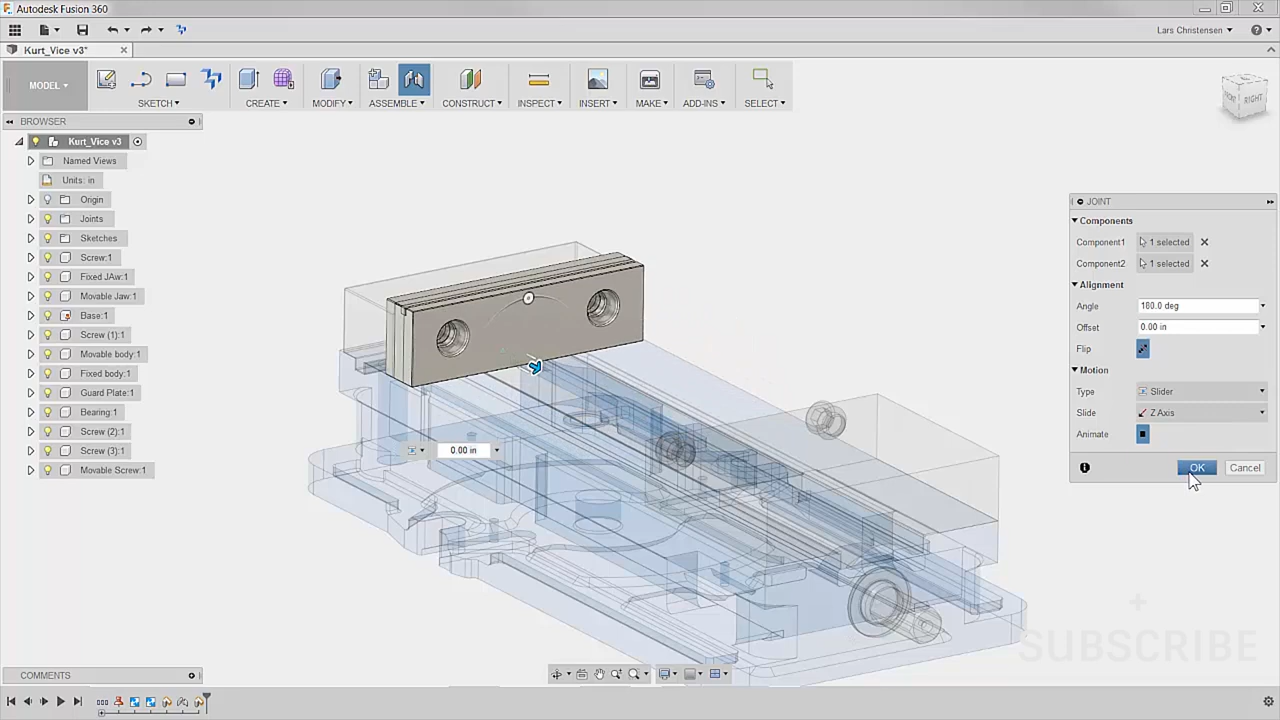 Autodesk Fusion 360
Lars Christensen
Kurt_Vice v3*
MODEL
SKETCH
CREATE
MODIFY
ASSEMBLE
CONSTRUCT
INSPECT
INSERT
MAKE
ADD-INS
SELECT
RIGHT
BROWSER
Kurt_Vice v3
Named Views
Units: in
Origin
Joints
Sketches
Screw:1
Fixed JAw:1
Movable Jaw:1
Base:1
Screw (1):1
Movable body:1
Fixed body:1
Guard Plate:1
Bearing:1
Screw (2):1
Screw (3):1
Movable Screw:1
0.00 in
JOINT
Components
Component1 1 selected
Component2 1 selected
Alignment
Angle 180.0 deg
Offset 0.00 in
Flip
Motion
Type Slider
Slide Z Axis
Animate
OK Cancel
SUBSCRIBE
COMMENTS